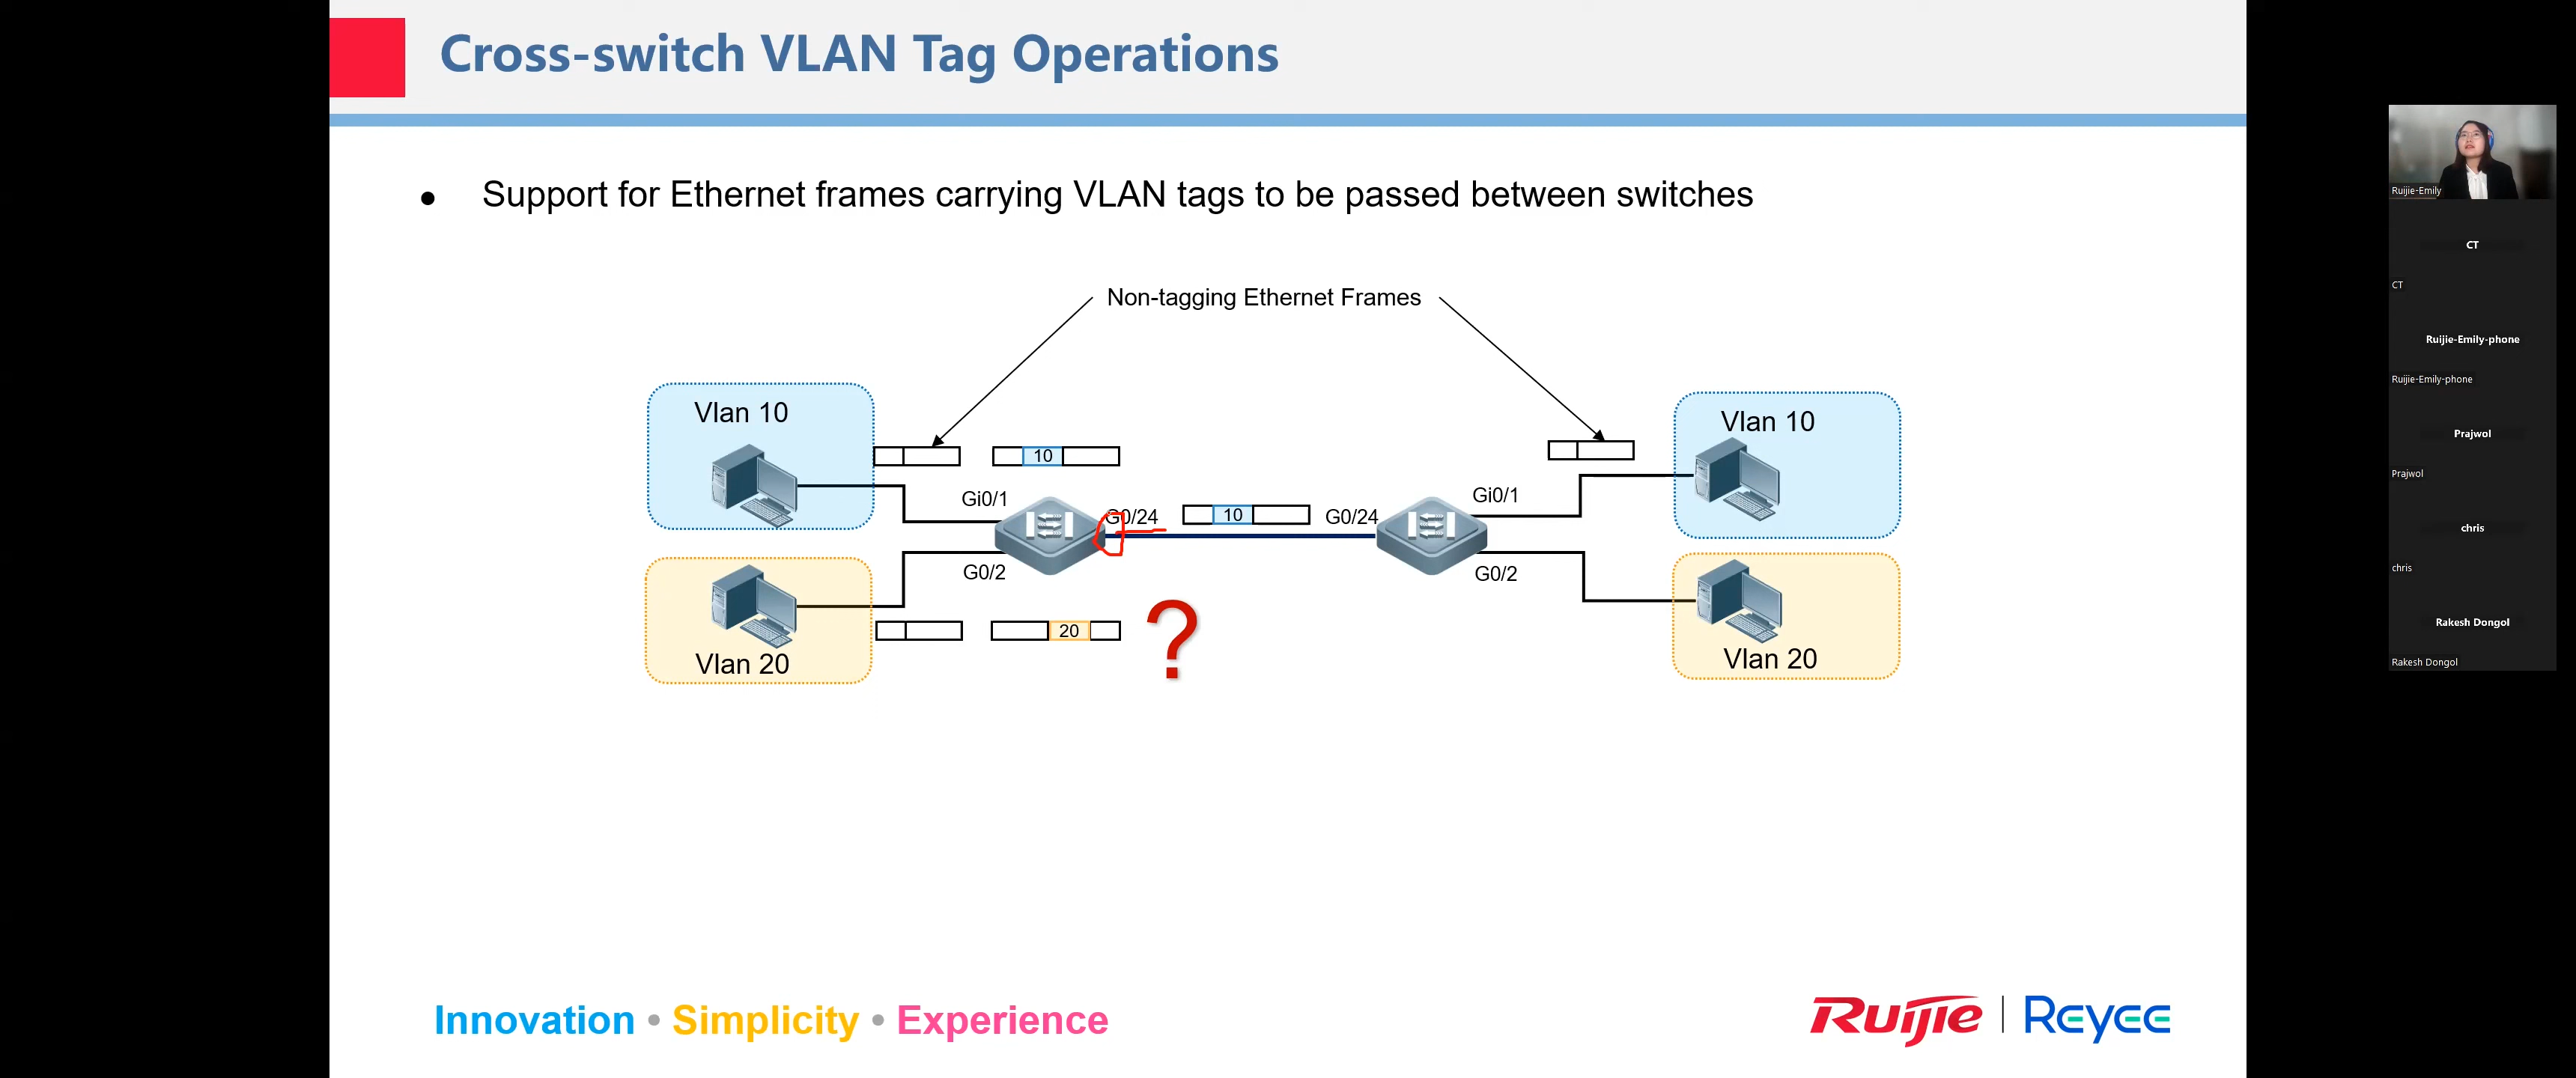 Cross-switch VLAN Tag Operations
● Support for Ethernet frames carrying VLAN tags to be passed between switches
Non-tagging Ethernet Frames
Vlan 10
10
Gi0/1
G0/24
10
G0/24
Gi0/1
Vlan 10
G0/2
G0/2
20
?
Vlan 20
Vlan 20
Innovation • Simplicity • Experience
Ruijie | Reyee
Ruijie-Emily
CT
CT
Ruijie-Emily-phone
Ruijie-Emily-phone
Prajwol
Prajwol
chris
chris
Rakesh Dongol
Rakesh Dongol